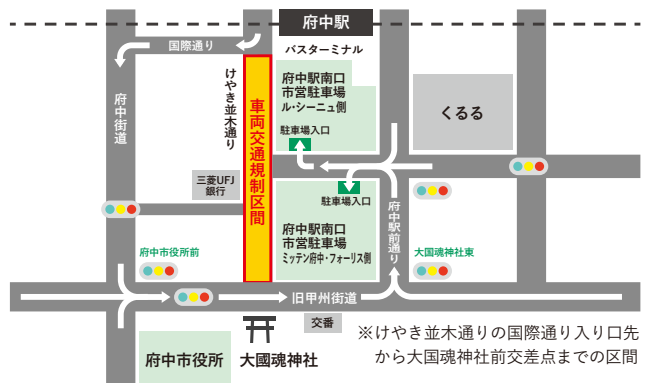 府中駅
国際通り
バスターミナル
けやき並木通り
府中街道
車両交通規制区間
府中駅南口
市営駐車場
ル・シーニュ側
駐車場入口
くるる
三菱UFJ
銀行
駐車場入口
府中駅南口
市営駐車場
ミッテン府中・フォーリス側
府中駅前通り
府中市役所前
大国魂神社東
旧甲州街道
交番
府中市役所
大國魂神社
※けやき並木通りの国際通り入り口先
から大国魂神社前交差点までの区間